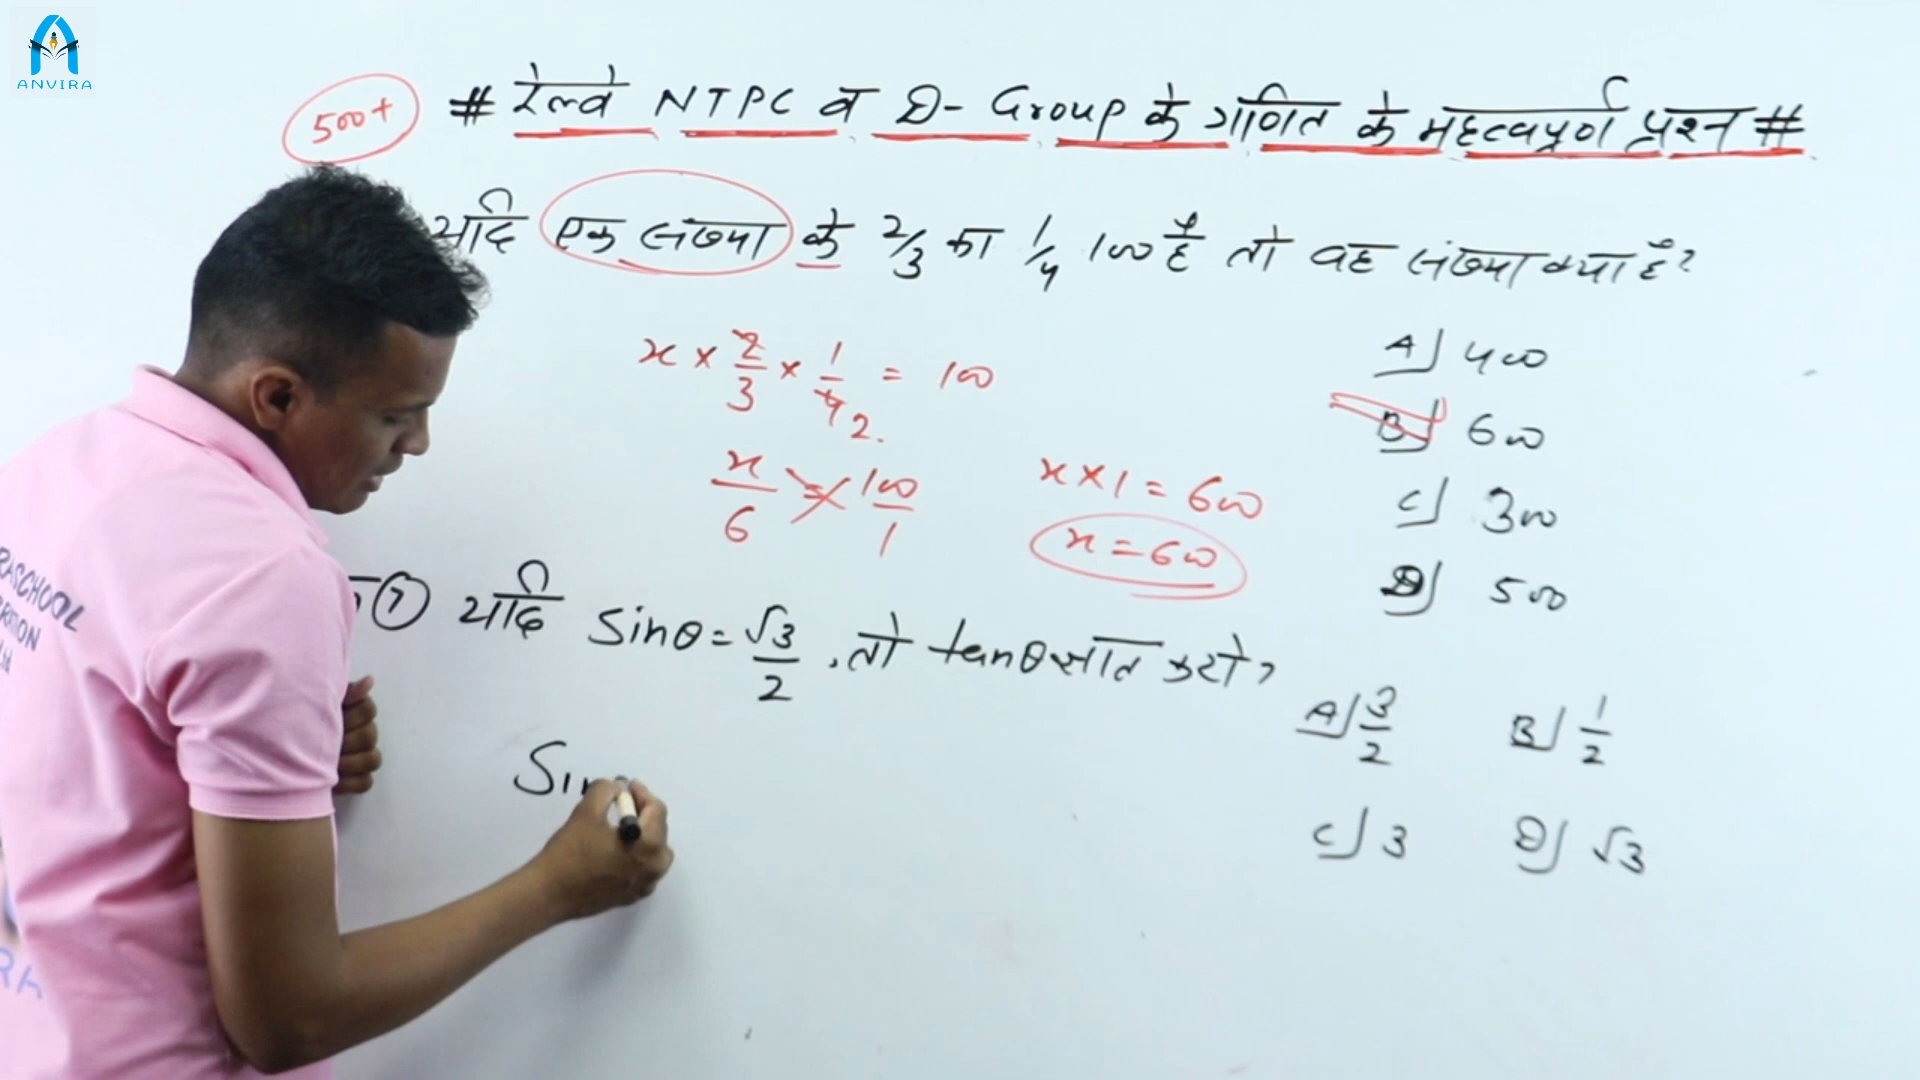 ANVIRA
500+
# रेलवे NTPC व D-Group के गणित के महत्वपूर्ण प्रश्न #
यदि एक संख्या के 2/3 का 1/4 100 है तो वह संख्या क्या है?
x × 2/3 × 1/4 = 100
2.
x/6 = 100/1
x × 1 = 600
x = 600
A) 400
B) 600
C) 300
D) 500
7 यदि Sinθ = √3/2 , तो tanθ ज्ञात करो?
A) 3/2 B) 1/2
C) 3 D) √3
Sin